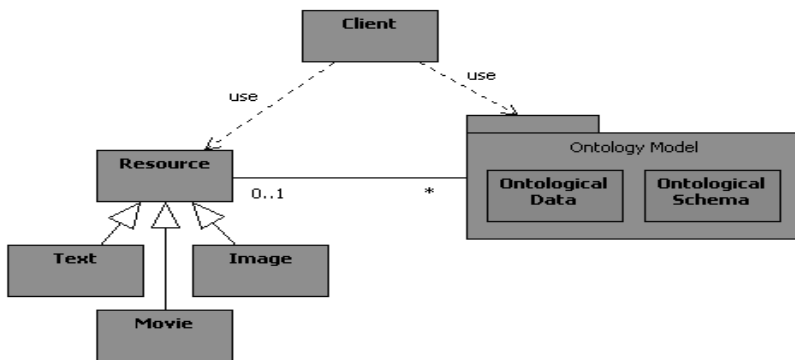 Client
use
use
Resource
Ontology Model
Ontological
Data
Ontological
Schema
0..1
*
Text
Image
Movie